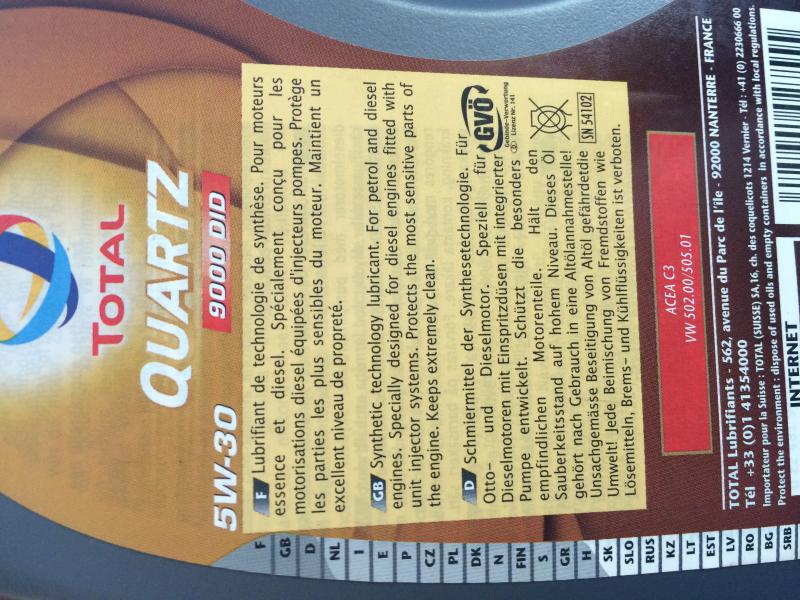 TOTAL
QUARTZ
9000 DID
5W-30
F Lubrifiant de technologie de synthèse. Pour moteurs
essence et diesel. Spécialement conçu pour les
motorisations diesel équipées d'injecteurs pompes. Protège
les parties les plus sensibles du moteur. Maintient un
excellent niveau de propreté.
GB Synthetic technology lubricant. For petrol and diesel
engines. Specially designed for diesel engines fitted with
unit injector systems. Protects the most sensitive parts of
the engine. Keeps extremely clean.
D Schmiermittel der Synthesetechnologie. Für
Otto- und Dieselmotor. Speziell für
Dieselmotoren mit Einspritzdüsen mit integrierter
Pumpe entwickelt. Schützt die besonders
empfindlichen Motorenteile. Hält den
Sauberkeitsstand auf hohem Niveau. Dieses Öl
gehört nach Gebrauch in eine Altölannahmestelle!
Unsachgemässe Beseitigung von Altöl gefährdetdie
Umwelt! Jede Beimischung von Fremdstoffen wie
Lösemitteln, Brems- und Kühlflüssigkeiten ist verboten.
GVÖ
Gebinde-Verwertung
Lizenz Nr. 141
SN 54102
F
GB
D
NL
I
E
P
CZ
PL
DK
N
FIN
S
GR
H
SK
SLO
RUS
KZ
LT
EST
LV
RO
BG
SRB
ACEA C3
VW 502.00/505.01
TOTAL Lubrifiants - 562, avenue du Parc de l'île - 92000 NANTERRE - FRANCE
Tél +33 (0)1 41354000
Importateur pour la Suisse : TOTAL (SUISSE) SA,16, ch. des coquelicots 1214 Vernier - Tél : +41 (0) 2230666 00
Protect the environment : dispose of used oils and empty containers in accordance with local regulations.
INTERNET